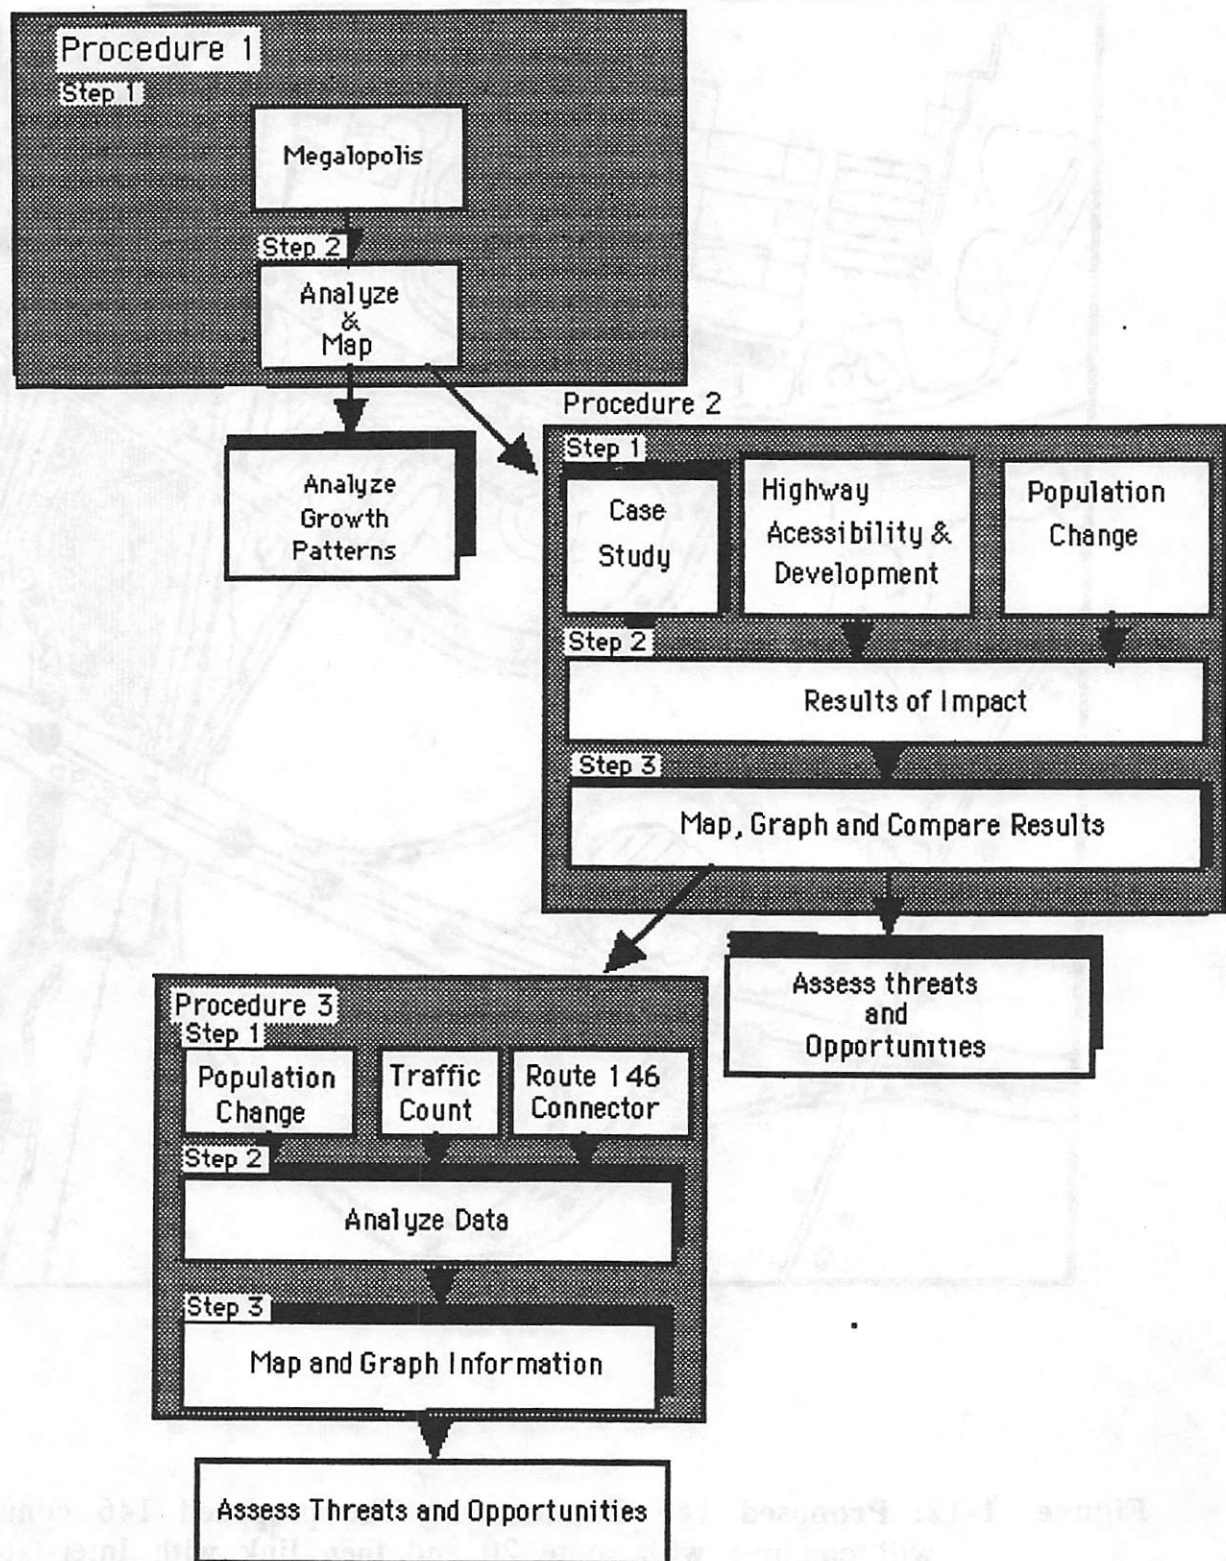 Procedure 1
Step 1
Megalopolis
Step 2
Analyze
&
Map
Analyze
Growth
Patterns
Procedure 2
Step 1
Case
Study
Highway
Acessibility &
Development
Population
Change
Step 2
Results of Impact
Step 3
Map, Graph and Compare Results
Assess threats
and
Opportunities
Procedure 3
Step 1
Population
Change
Traffic
Count
Route 146
Connector
Step 2
Analyze Data
Step 3
Map and Graph Information
Assess Threats and Opportunities